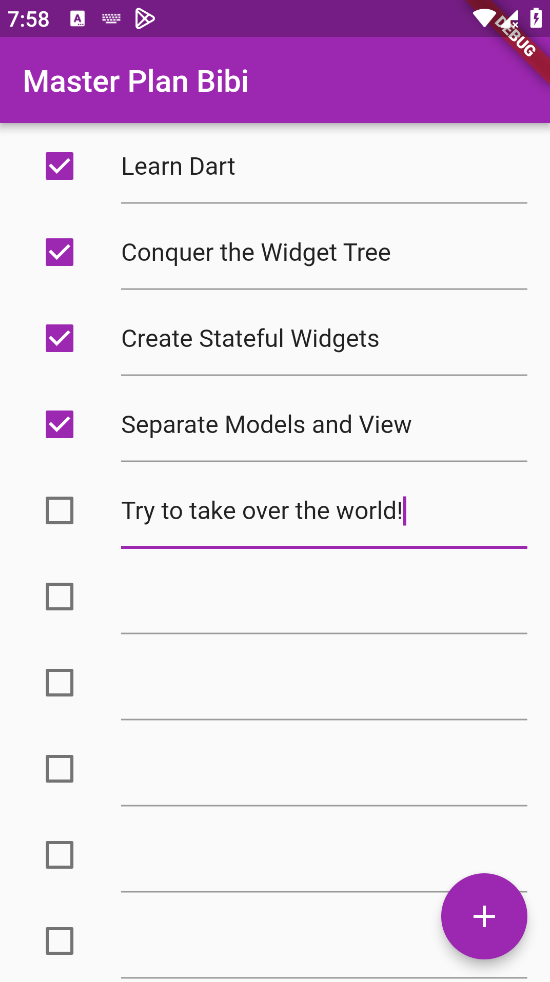 7:58
A
DEBUG
Master Plan Bibi
Learn Dart
Conquer the Widget Tree
Create Stateful Widgets
Separate Models and View
Try to take over the world!